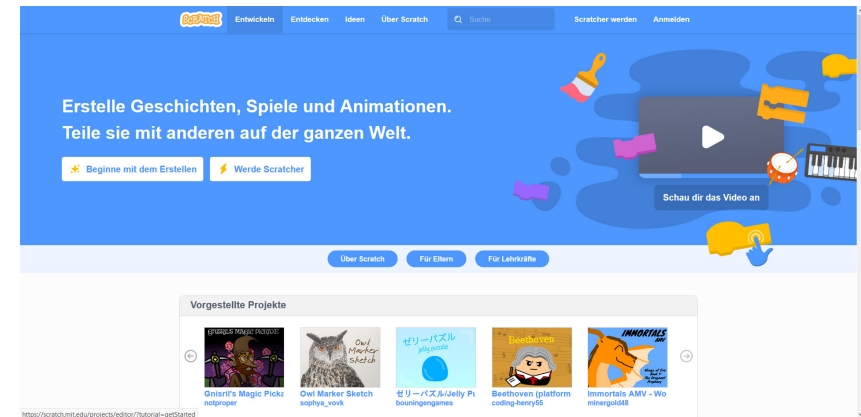 SCRATCH Entwickeln Entdecken Ideen Über Scratch Suche Scratcher werden Anmelden
Erstelle Geschichten, Spiele und Animationen.
Teile sie mit anderen auf der ganzen Welt.
Beginne mit dem Erstellen Werde Scratcher
Schau dir das Video an
Über Scratch Für Eltern Für Lehrkräfte
Vorgestellte Projekte
Owl
Marker
Sketch
ゼリーパズル
jelly puzzle
Beethoven
IMMORTALS
AMV
Gnisril's Magic Picka Owl Marker Sketch ゼリーパズル/Jelly Pu Beethoven (platform Immortals AMV - Wo
notproper sophya_vovk bouningengames coding-henry55 minergold48
https://scratch.mit.edu/projects/editor/?tutorial=getStarted